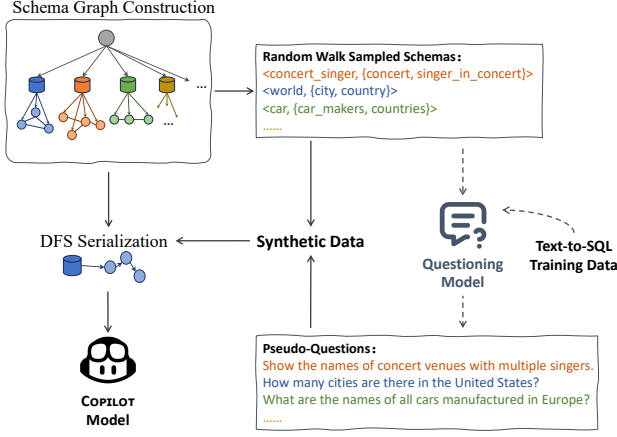 Schema Graph Construction
...
...
Random Walk Sampled Schemas:
<concert_singer, {concert, singer_in_concert}>
<world, {city, country}>
<car, {car_makers, countries}>
......
DFS Serialization
Synthetic Data
Questioning
Model
Text-to-SQL
Training Data
COPILOT
Model
Pseudo-Questions:
Show the names of concert venues with multiple singers.
How many cities are there in the United States?
What are the names of all cars manufactured in Europe?
......